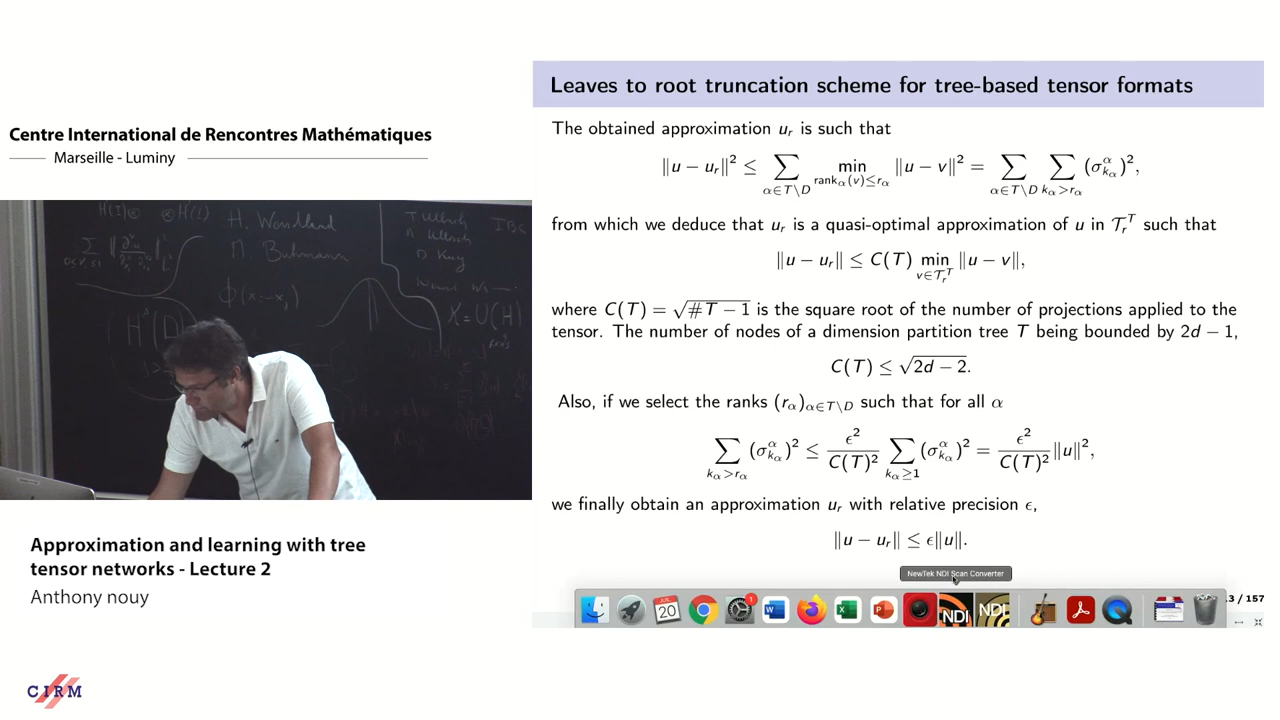 Centre International de Rencontres Mathématiques
Marseille - Luminy
H. Wendland
Approximation and learning with tree
tensor networks - Lecture 2
Anthony nouy
CIRM
Leaves to root truncation scheme for tree-based tensor formats
The obtained approximation u_r is such that
‖u − u_r‖² ≤ ∑_{α∈T\D} min_{rank_α(v)≤r_α} ‖u − v‖² = ∑_{α∈T\D} ∑_{k_α>r_α} (σ^α_{k_α})²,
from which we deduce that u_r is a quasi-optimal approximation of u in 𝒯_r^T such that
‖u − u_r‖ ≤ C(T) min_{v∈𝒯_r^T} ‖u − v‖,
where C(T) = √(#T − 1) is the square root of the number of projections applied to the
tensor. The number of nodes of a dimension partition tree T being bounded by 2d − 1,
C(T) ≤ √(2d − 2).
Also, if we select the ranks (r_α)_{α∈T\D} such that for all α
∑_{k_α>r_α} (σ^α_{k_α})² ≤ ϵ²/C(T)² ∑_{k_α≥1} (σ^α_{k_α})² = ϵ²/C(T)² ‖u‖²,
we finally obtain an approximation u_r with relative precision ϵ,
‖u − u_r‖ ≤ ϵ‖u‖.
NewTek NDI Scan Converter
20
1
NDI
NDI
13 / 157